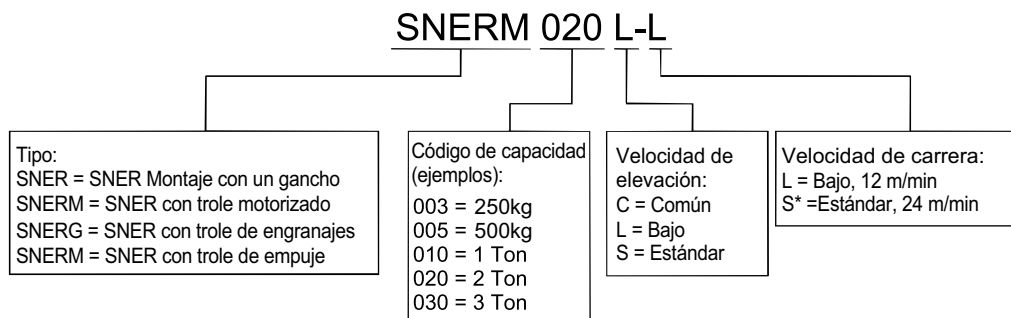 SNERM 020 L-L
Tipo:
SNER = SNER Montaje con un gancho
SNERM = SNER con trole motorizado
SNERG = SNER con trole de engranajes
SNERM = SNER con trole de empuje
Código de capacidad
(ejemplos):
003 = 250kg
005 = 500kg
010 = 1 Ton
020 = 2 Ton
030 = 3 Ton
Velocidad de
elevación:
C = Común
L = Bajo
S = Estándar
Velocidad de carrera:
L = Bajo, 12 m/min
S* =Estándar, 24 m/min